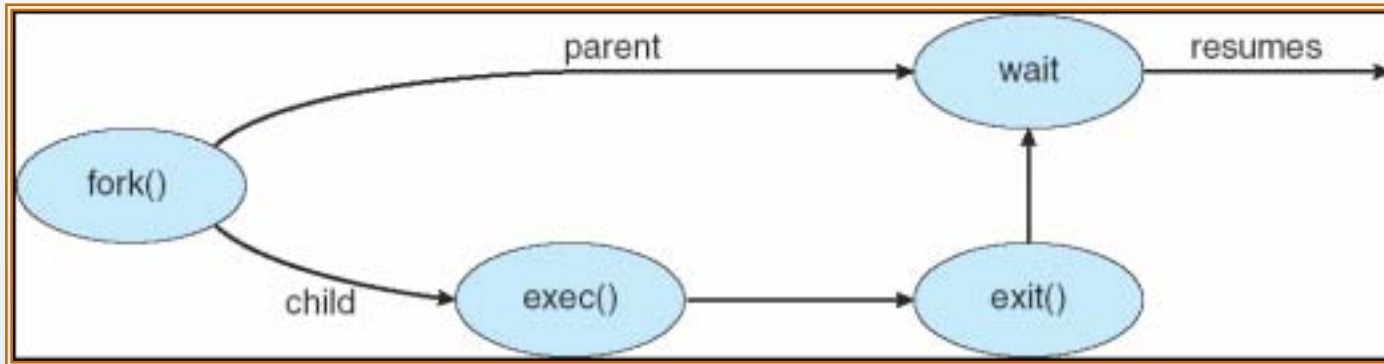 parent
wait
resumes
fork()
child
exec()
exit()